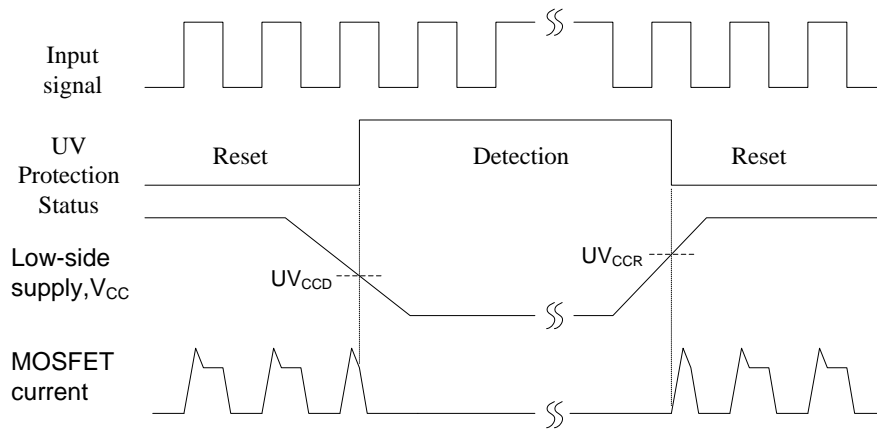 Input
signal
UV
Protection
Status
Reset
Detection
Reset
Low-side
supply,VCC
UVCCD
UVCCR
MOSFET
current